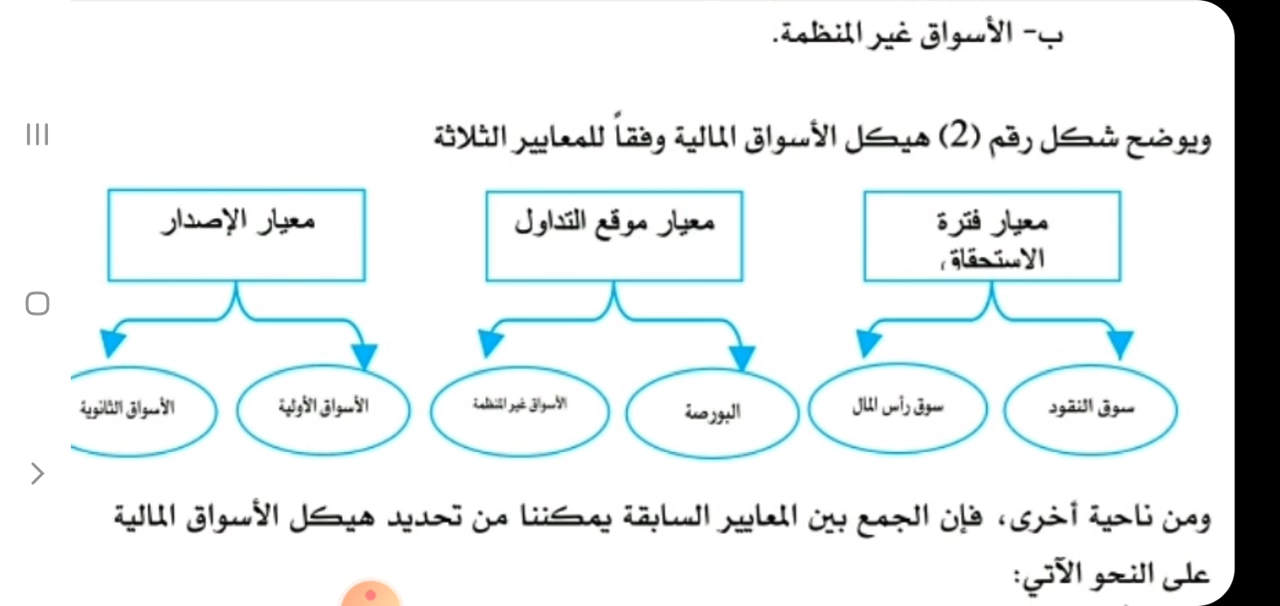 ب- الأسواق غير المنظمة.
ويوضح شكل رقم (2) هيكل الأسواق المالية وفقاً للمعايير الثلاثة
معيار فترة
الاستحقاق
معيار موقع التداول
معيار الإصدار
سوق النقود
سوق رأس المال
البورصة
الأسواق غير المنظمة
الأسواق الأولية
الأسواق الثانوية
ومن ناحية أخرى، فإن الجمع بين المعايير السابقة يمكننا من تحديد هيكل الأسواق المالية
على النحو الآتي: